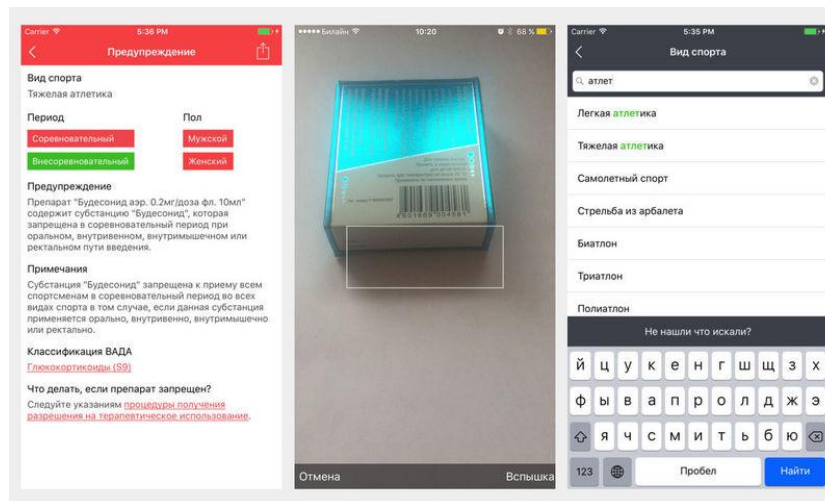 Carrier
5:36 PM
Предупреждение
Вид спорта
Тяжелая атлетика
Период
Пол
Соревновательный
Мужской
Внесоревновательный
Женский
Предупреждение
Препарат "Будесонид аэр. 0.2мг/доза фл. 10мл"
содержит субстанцию "Будесонид", которая
запрещена в соревновательный период при
оральном, внутривенном, внутримышечном или
ректальном пути введения.
Примечания
Субстанция "Будесонид" запрещена к приему всем
спортсменам в соревновательный период во всех
видах спорта в том случае, если данная субстанция
применяется орально, внутривенно, внутримышечно
или ректально.
Классификация ВАДА
Глюкокортикоиды (S9)
Что делать, если препарат запрещен?
Следуйте указаниям процедуры получения
разрешения на терапевтическое использование.
Билайн
10:20
68 %
Отмена
Вспышка
Carrier
5:35 PM
Вид спорта
атлет
Легкая атлетика
Тяжелая атлетика
Самолетный спорт
Стрельба из арбалета
Биатлон
Триатлон
Полиатлон
Не нашли что искали?
й ц у к е н г ш щ з х
ф ы в а п р о л д ж э
я ч с м и т ь б ю
123
Пробел
Найти